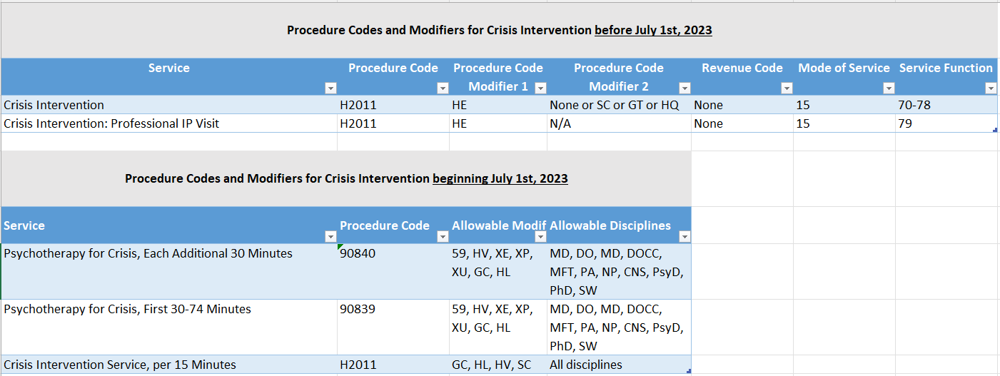 Procedure Codes and Modifiers for Crisis Intervention before July 1st, 2023
Service Procedure Code Procedure Code Modifier 1 Procedure Code Modifier 2 Revenue Code Mode of Service Service Function
Crisis Intervention H2011 HE None or SC or GT or HQ None 15 70-78
Crisis Intervention: Professional IP Visit H2011 HE N/A None 15 79
Procedure Codes and Modifiers for Crisis Intervention beginning July 1st, 2023
Service Procedure Code Allowable Modif Allowable Disciplines
Psychotherapy for Crisis, Each Additional 30 Minutes 90840 59, HV, XE, XP, MD, DO, MD, DOCC,
XU, GC, HL MFT, PA, NP, CNS, PsyD,
PhD, SW
Psychotherapy for Crisis, First 30-74 Minutes 90839 59, HV, XE, XP, MD, DO, MD, DOCC,
XU, GC, HL MFT, PA, NP, CNS, PsyD,
PhD, SW
Crisis Intervention Service, per 15 Minutes H2011 GC, HL, HV, SC All disciplines